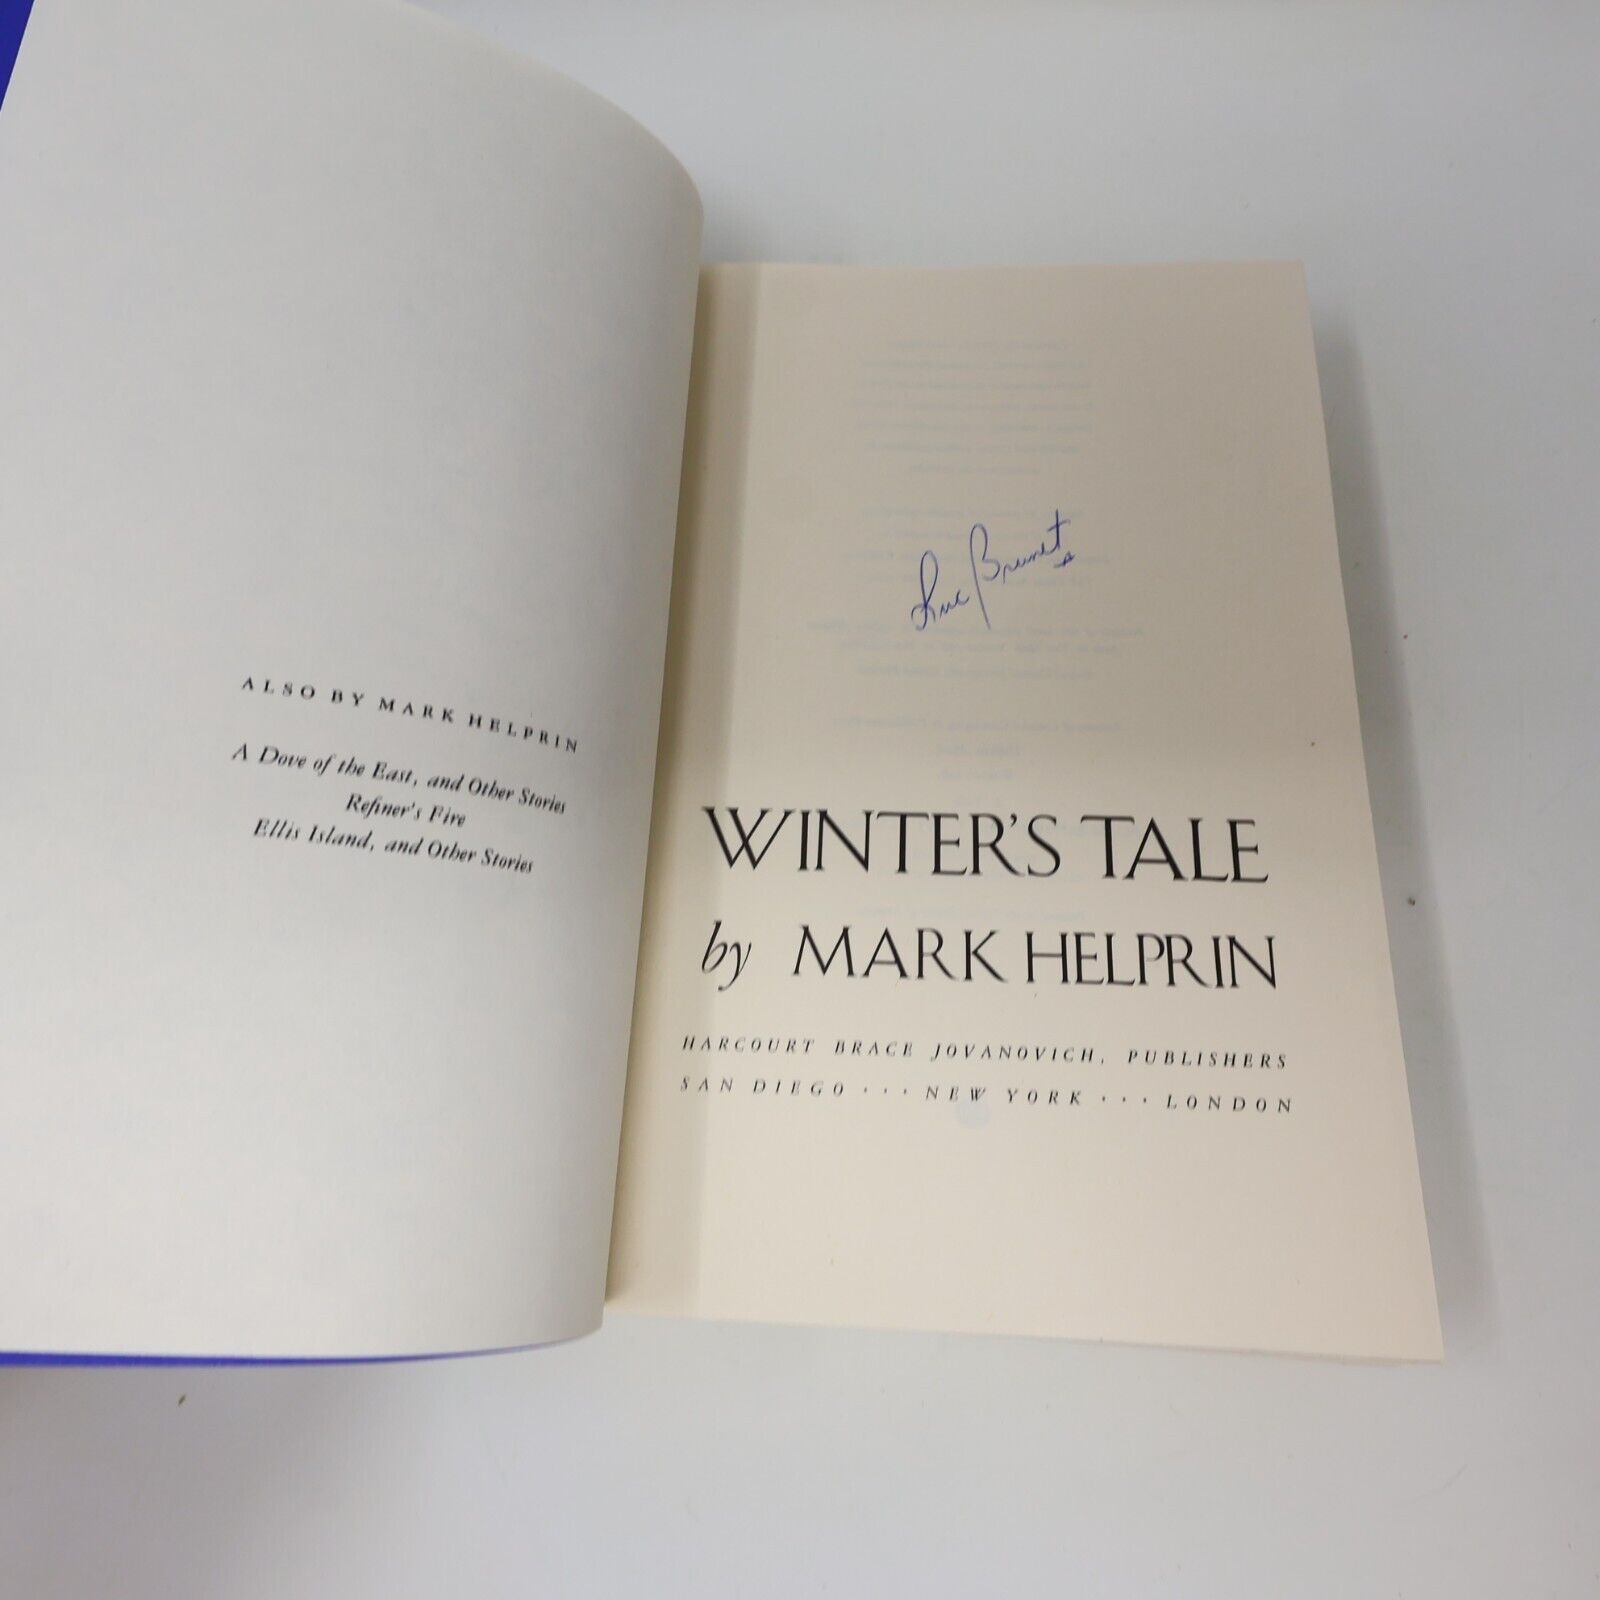 ALSO BY MARK HELPRIN
A Dove of the East, and Other Stories
Refiner's Fire
Ellis Island, and Other Stories
Brunet
WINTER'S TALE
by MARK HELPRIN
HARCOURT BRACE JOVANOVICH, PUBLISHERS
SAN DIEGO · · · NEW YORK · · · LONDON